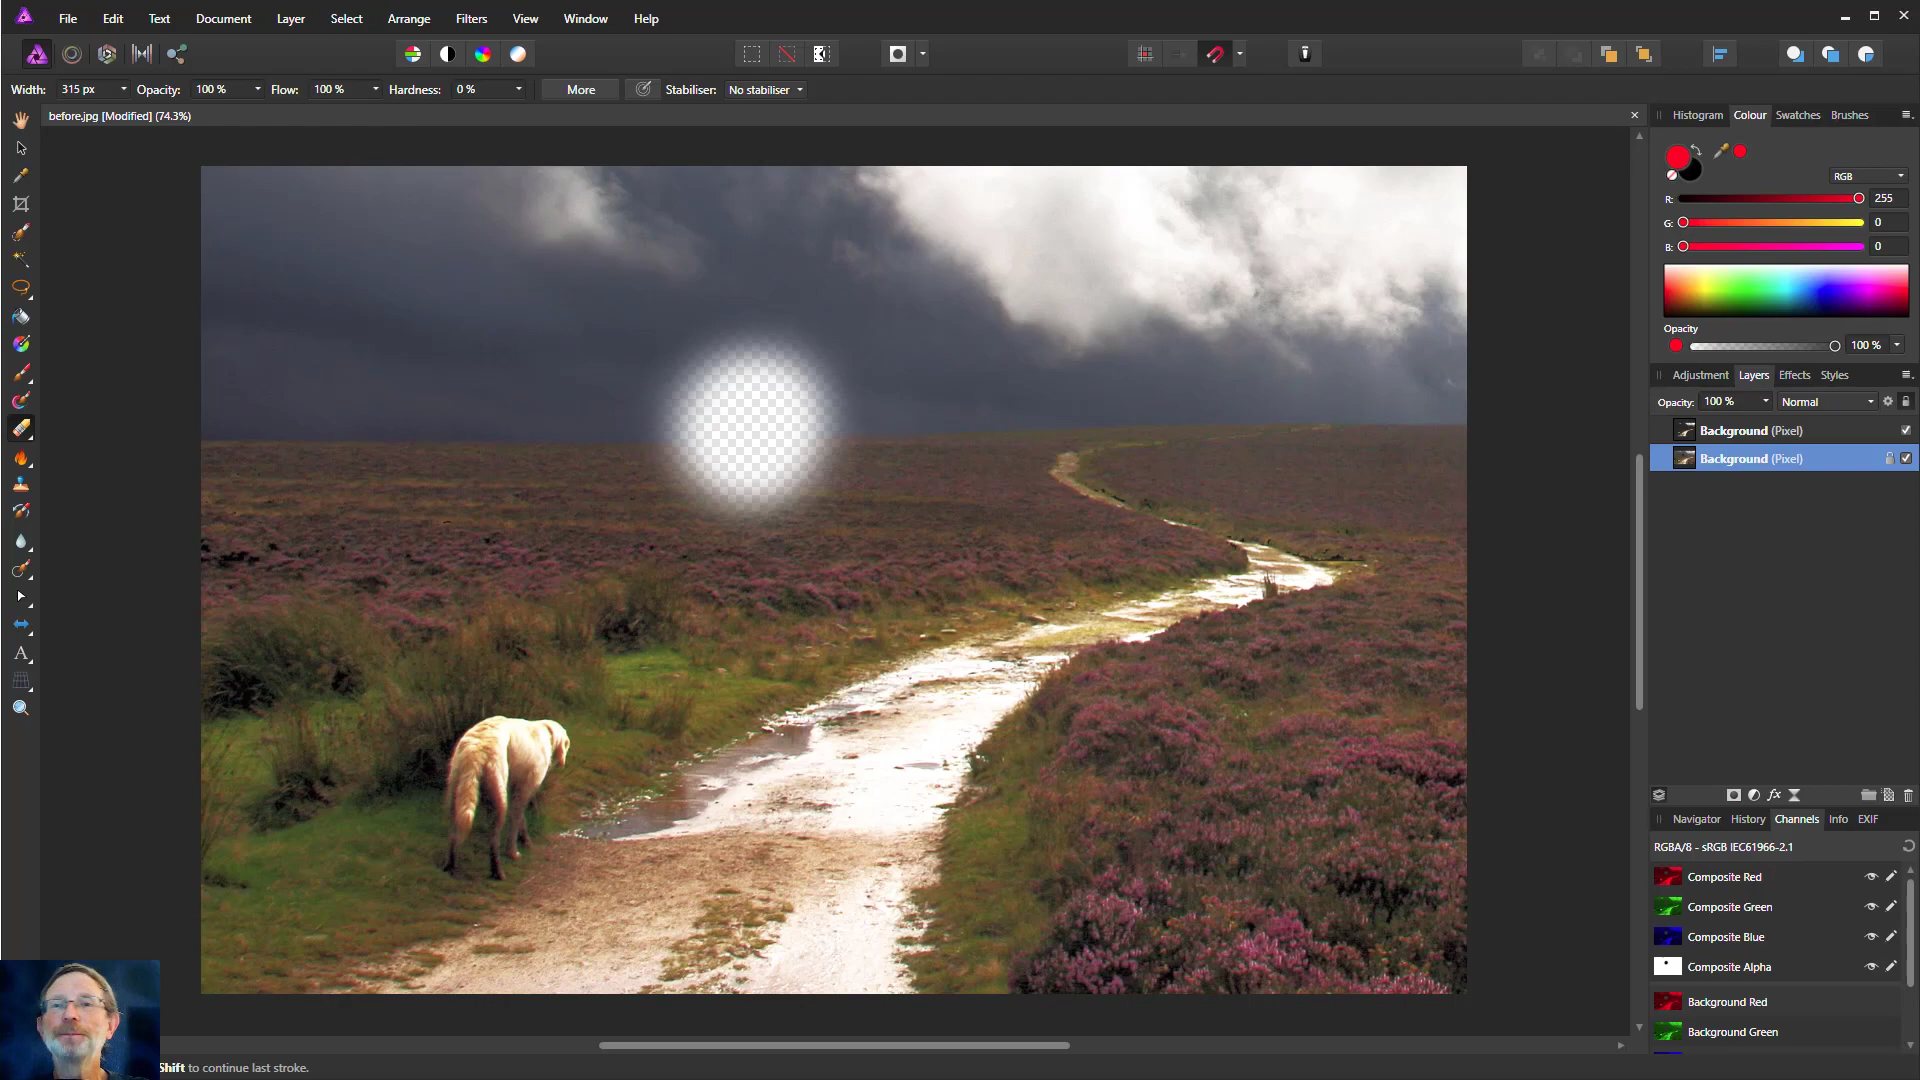 File Edit Text Document Layer Select Arrange Filters View Window Help
Width: 315 px Opacity: 100 % Flow: 100 % Hardness: 0 % More Stabiliser: No stabiliser
before.jpg [Modified] (74.3%)
Histogram Colour Swatches Brushes
RGB
R: 255
G: 0
B: 0
Opacity
100 %
Adjustment Layers Effects Styles
Opacity: 100 % Normal
Background (Pixel)
Background (Pixel)
fx
Navigator History Channels Info EXIF
RGBA/8 - sRGB IEC61966-2.1
Composite Red
Composite Green
Composite Blue
Composite Alpha
Background Red
Background Green
Shift to continue last stroke.